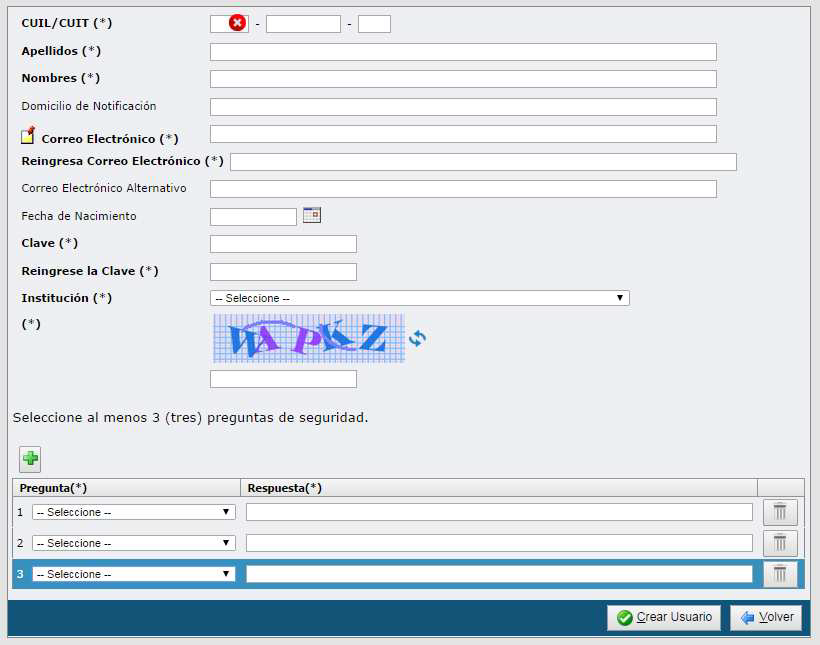 CUIL/CUIT (*) - -
Apellidos (*)
Nombres (*)
Domicilio de Notificación
Correo Electrónico (*)
Reingresa Correo Electrónico (*)
Correo Electrónico Alternativo
Fecha de Nacimiento
Clave (*)
Reingrese la Clave (*)
Institución (*) -- Seleccione --
(*) WAPKZ
Seleccione al menos 3 (tres) preguntas de seguridad.
Pregunta(*) Respuesta(*)
1 -- Seleccione --
2 -- Seleccione --
3 -- Seleccione --
Crear Usuario Volver